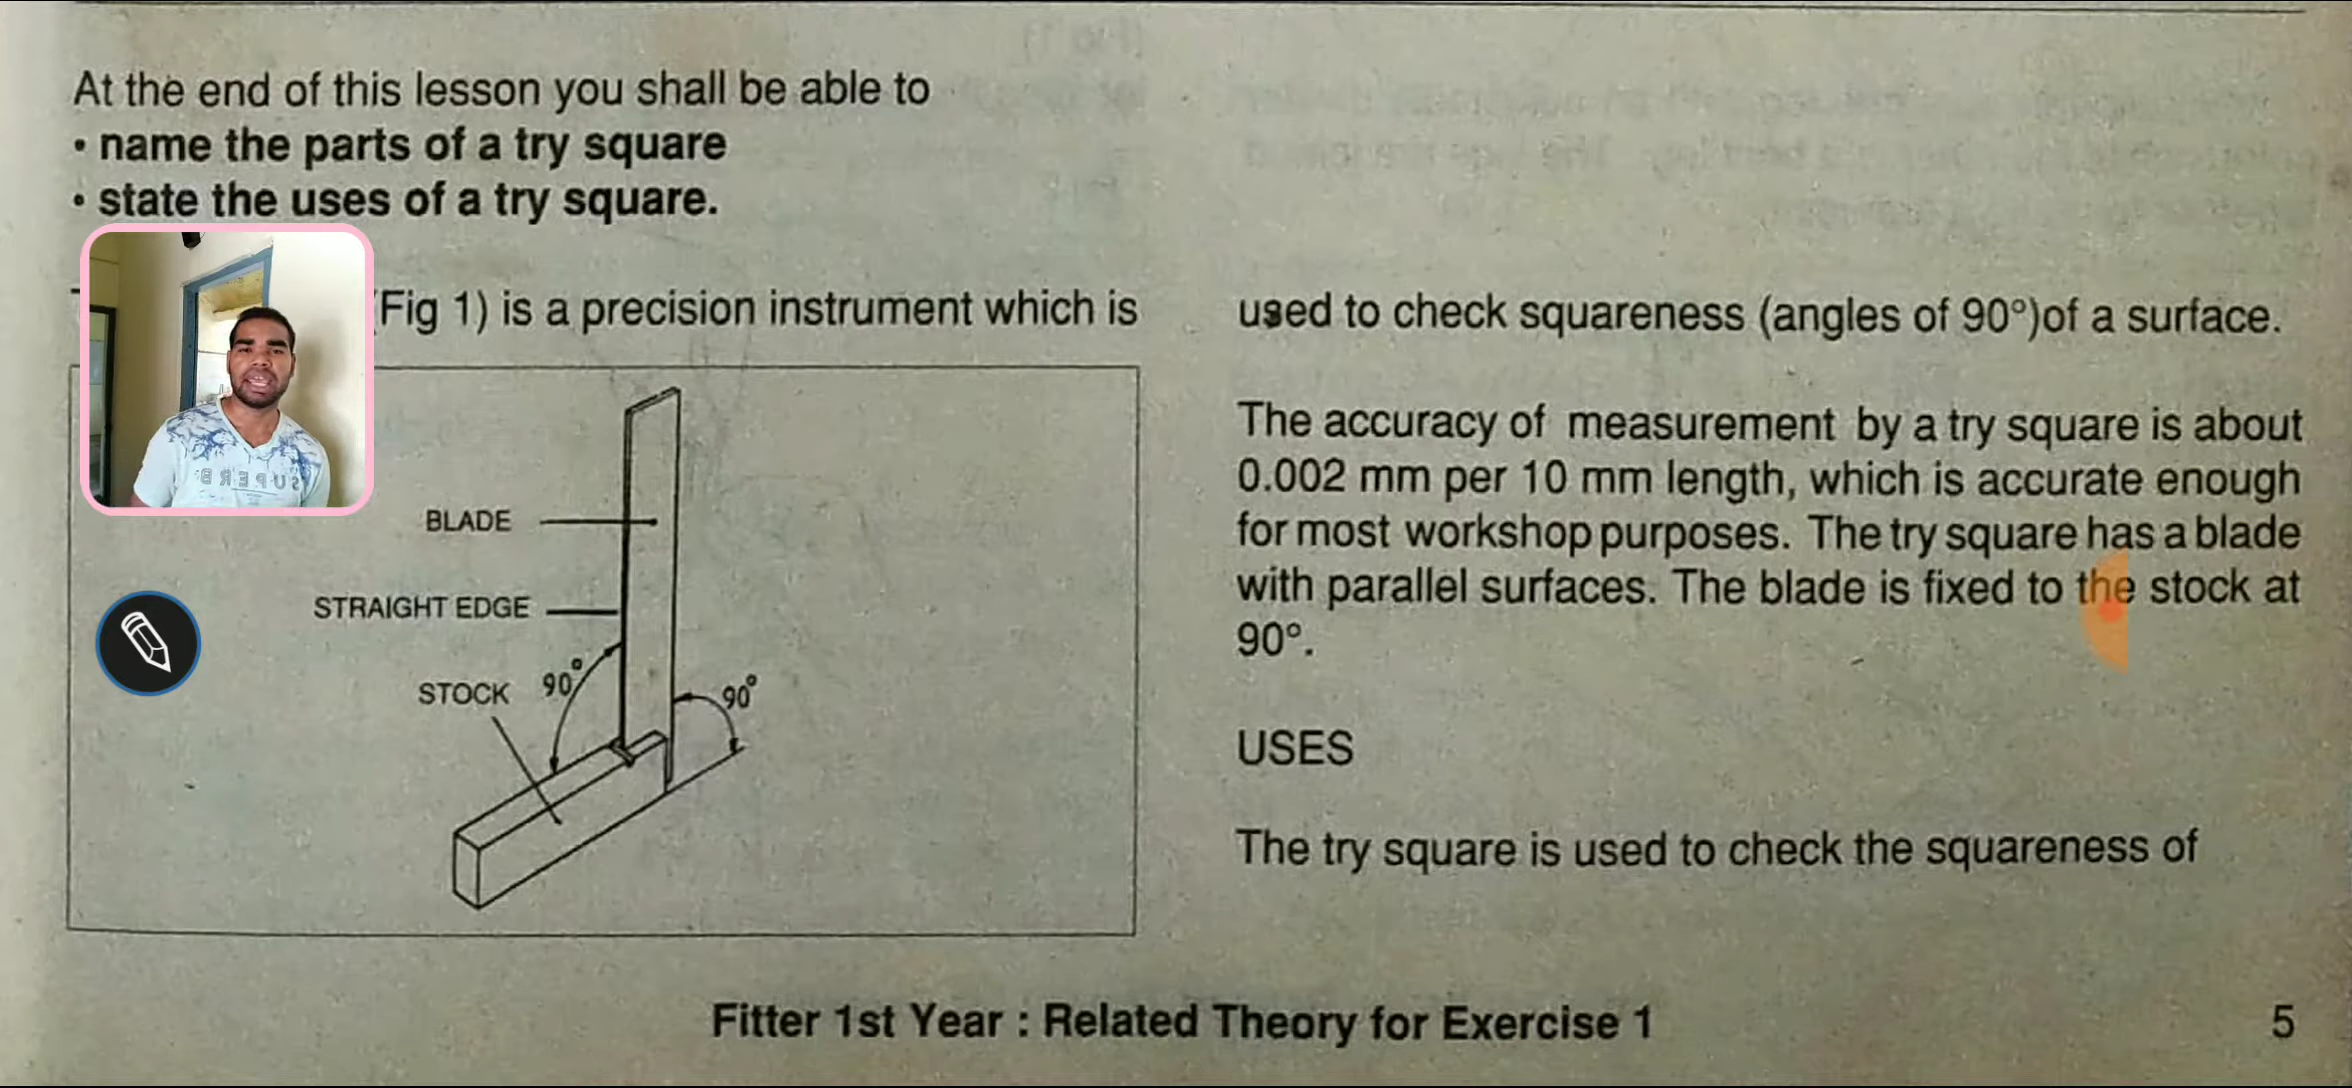 At the end of this lesson you shall be able to
• name the parts of a try square
• state the uses of a try square.
(Fig 1) is a precision instrument which is
BLADE
STRAIGHT EDGE
STOCK
90°
90°
used to check squareness (angles of 90°)of a surface.
The accuracy of measurement by a try square is about
0.002 mm per 10 mm length, which is accurate enough
for most workshop purposes. The try square has a blade
with parallel surfaces. The blade is fixed to the stock at
90°.
USES
The try square is used to check the squareness of
Fitter 1st Year : Related Theory for Exercise 1
5
SUPERB